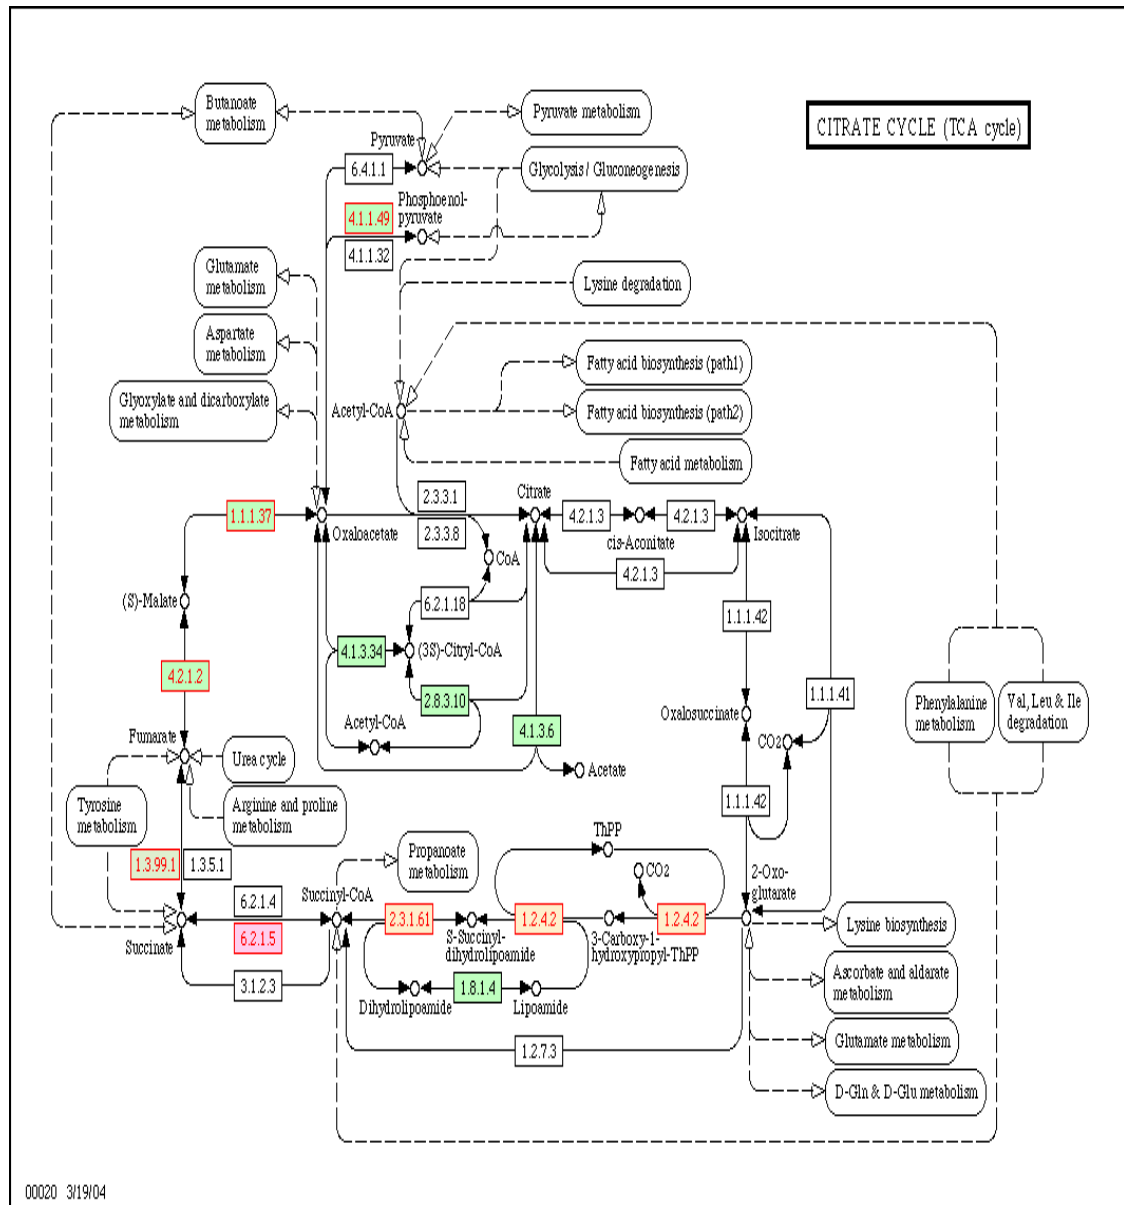 CITRATE CYCLE (TCA cycle)
Butanoate
metabolism
Pyruvate metabolism
Pyruvate
6.4.1.1
Glycolysis / Gluconeogenesis
Phosphoenol-
pyruvate
4.1.1.49
4.1.1.32
Glutamate
metabolism
Lysine degradation
Aspartate
metabolism
Fatty acid biosynthesis (path1)
Glyoxylate and dicarboxylate
metabolism
Acetyl-CoA
Fatty acid biosynthesis (path2)
Fatty acid metabolism
1.1.1.37
Oxaloacetate
2.3.3.1
2.3.3.8
Citrate
4.2.1.3
4.2.1.3
cis-Aconitate
Isocitrate
CoA
4.2.1.3
(S)-Malate
6.2.1.18
1.1.1.42
4.1.3.34
(3S)-Citryl-CoA
4.2.1.2
2.8.3.10
1.1.1.41
Phenylalanine
metabolism
Val, Leu & Ile
degradation
Oxalosuccinate
Acetyl-CoA
4.1.3.6
CO2
Fumarate
Urea cycle
Acetate
Tyrosine
metabolism
Arginine and proline
metabolism
1.1.1.42
ThPP
1.3.99.1
1.3.5.1
Propanoate
metabolism
CO2
2-Oxo-
glutarate
Succinyl-CoA
6.2.1.4
2.3.1.61
1.2.4.2
1.2.4.2
Lysine biosynthesis
Succinate
6.2.1.5
S-Succinyl-
dihydrolipoamide
3-Carboxy-1-
hydroxypropyl-ThPP
3.1.2.3
1.8.1.4
Dihydrolipoamide
Lipoamide
Ascorbate and aldarate
metabolism
1.2.7.3
Glutamate metabolism
D-Gln & D-Glu metabolism
00020 3/19/04